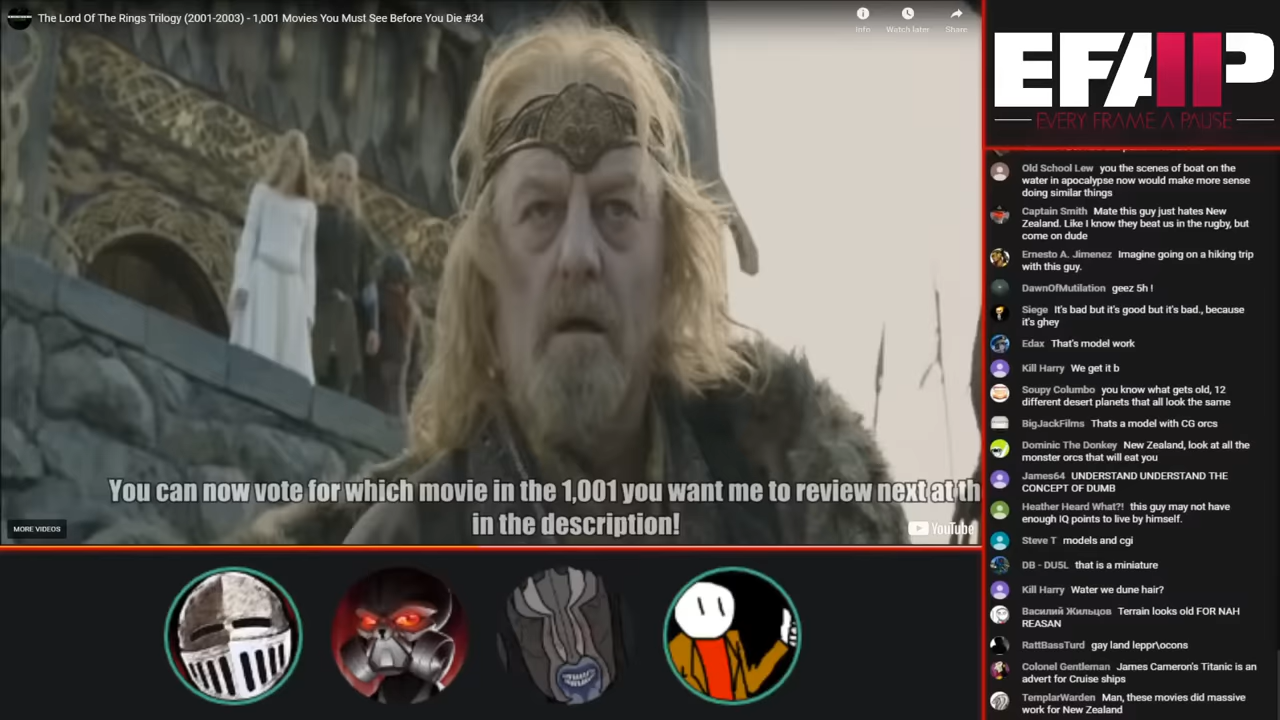 The Lord Of The Rings Trilogy (2001-2003) - 1,001 Movies You Must See Before You Die #34
Info
Watch later
Share
You can now vote for which movie in the 1,001 you want me to review next at th
in the description!
MORE VIDEOS
YouTube
EFAP
EVERY FRAME A PAUSE
Old School Lew you the scenes of boat on the
water in apocalypse now would make more sense
doing similar things
Captain Smith Mate this guy just hates New
Zealand. Like I know they beat us in the rugby, but
come on dude
Ernesto A. Jimenez Imagine going on a hiking trip
with this guy.
DawnOfMutilation geez 5h !
Siege It's bad but it's good but it's bad., because
it's ghey
Edax That's model work
Kill Harry We get it b
Soupy Columbo you know what gets old, 12
different desert planets that all look the same
BigJackFilms Thats a model with CG orcs
Dominic The Donkey New Zealand, look at all the
monster orcs that will eat you
James64 UNDERSTAND UNDERSTAND THE
CONCEPT OF DUMB
Heather Heard What?! this guy may not have
enough IQ points to live by himself.
Steve T models and cgi
DB - DU5L that is a miniature
Kill Harry Water we dune hair?
Василий Жильцов Terrain looks old FOR NAH
REASAN
RattBassTurd gay land leppr\ocons
Colonel Gentleman James Cameron's Titanic is an
advert for Cruise ships
TemplarWarden Man, these movies did massive
work for New Zealand